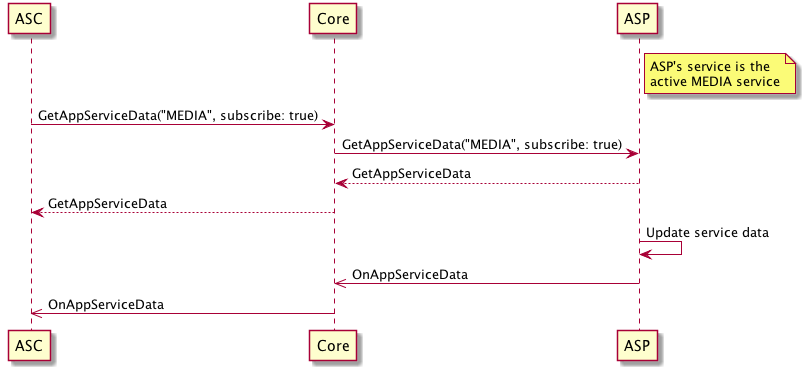 ASC Core ASP
ASP's service is the
active MEDIA service
GetAppServiceData("MEDIA", subscribe: true)
GetAppServiceData("MEDIA", subscribe: true)
GetAppServiceData
GetAppServiceData
Update service data
OnAppServiceData
OnAppServiceData
ASC Core ASP